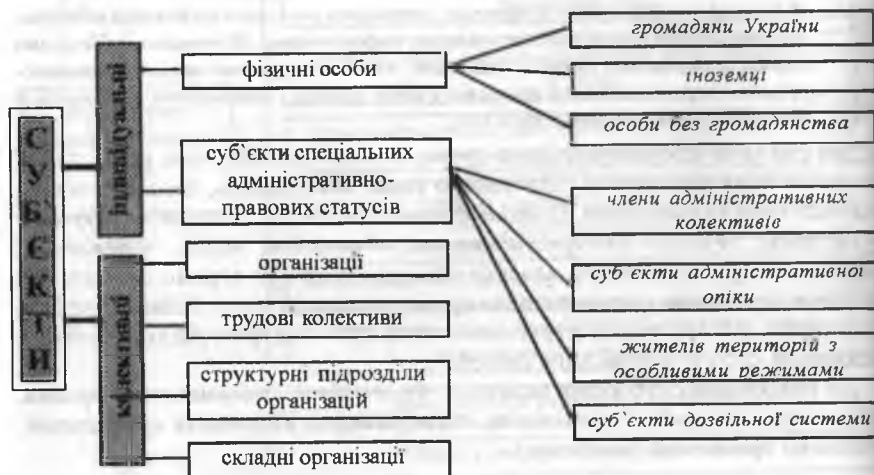 СУБ`ЄКТИ
індивідуальні
фізичні особи
громадяни України
іноземці
особи без громадянства
суб`єкти спеціальних
адміністративно-
правових статусів
члени адміністративних
колективів
суб єкти адміністративної
опіки
жителів територій з
особливими режимами
суб`єкти дозвільної системи
колективні
організації
трудові колективи
структурні підрозділи
організацій
складні організації